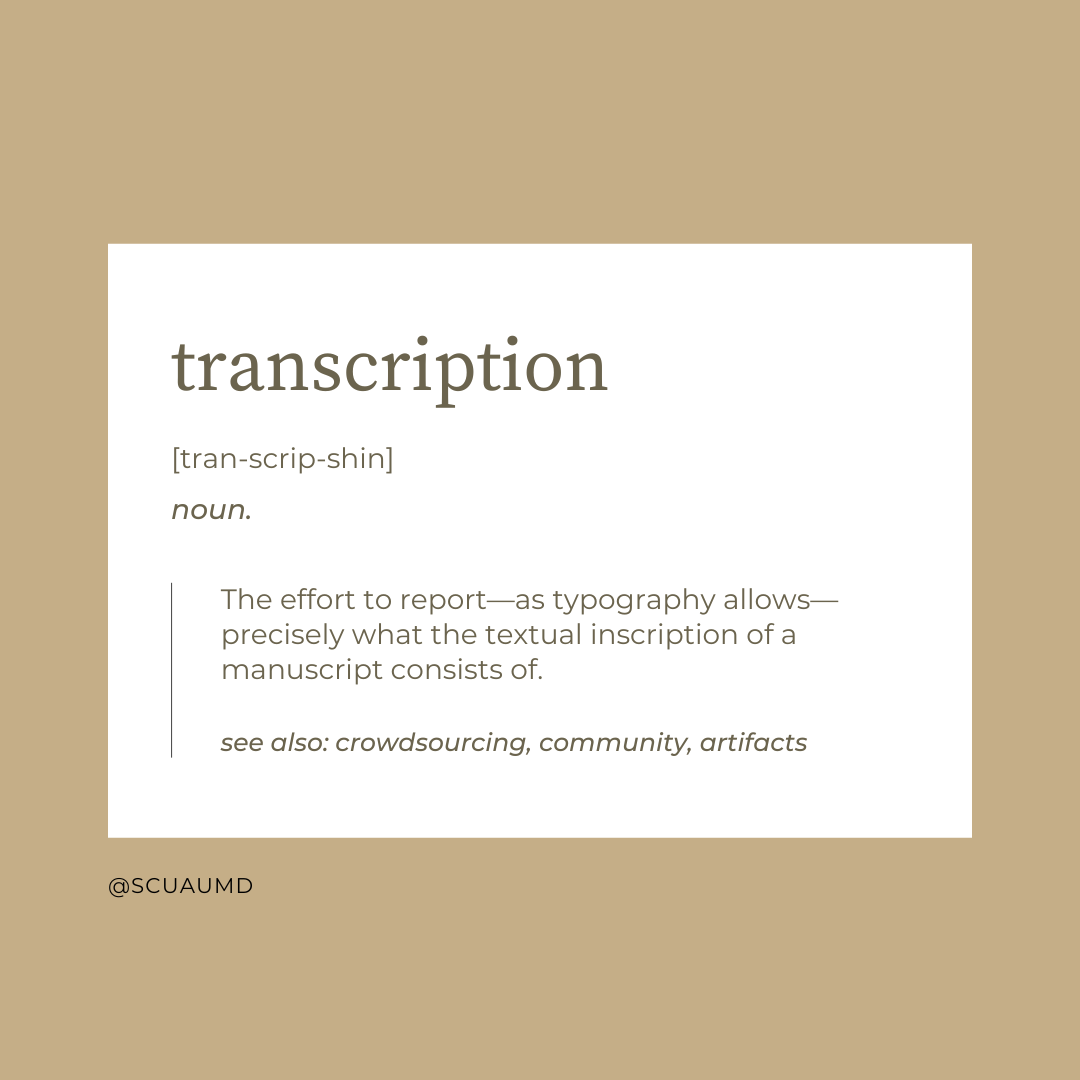 transcription
[tran-scrip-shin]
noun.
The effort to report—as typography allows—
precisely what the textual inscription of a
manuscript consists of.
see also: crowdsourcing, community, artifacts
@SCUAUMD